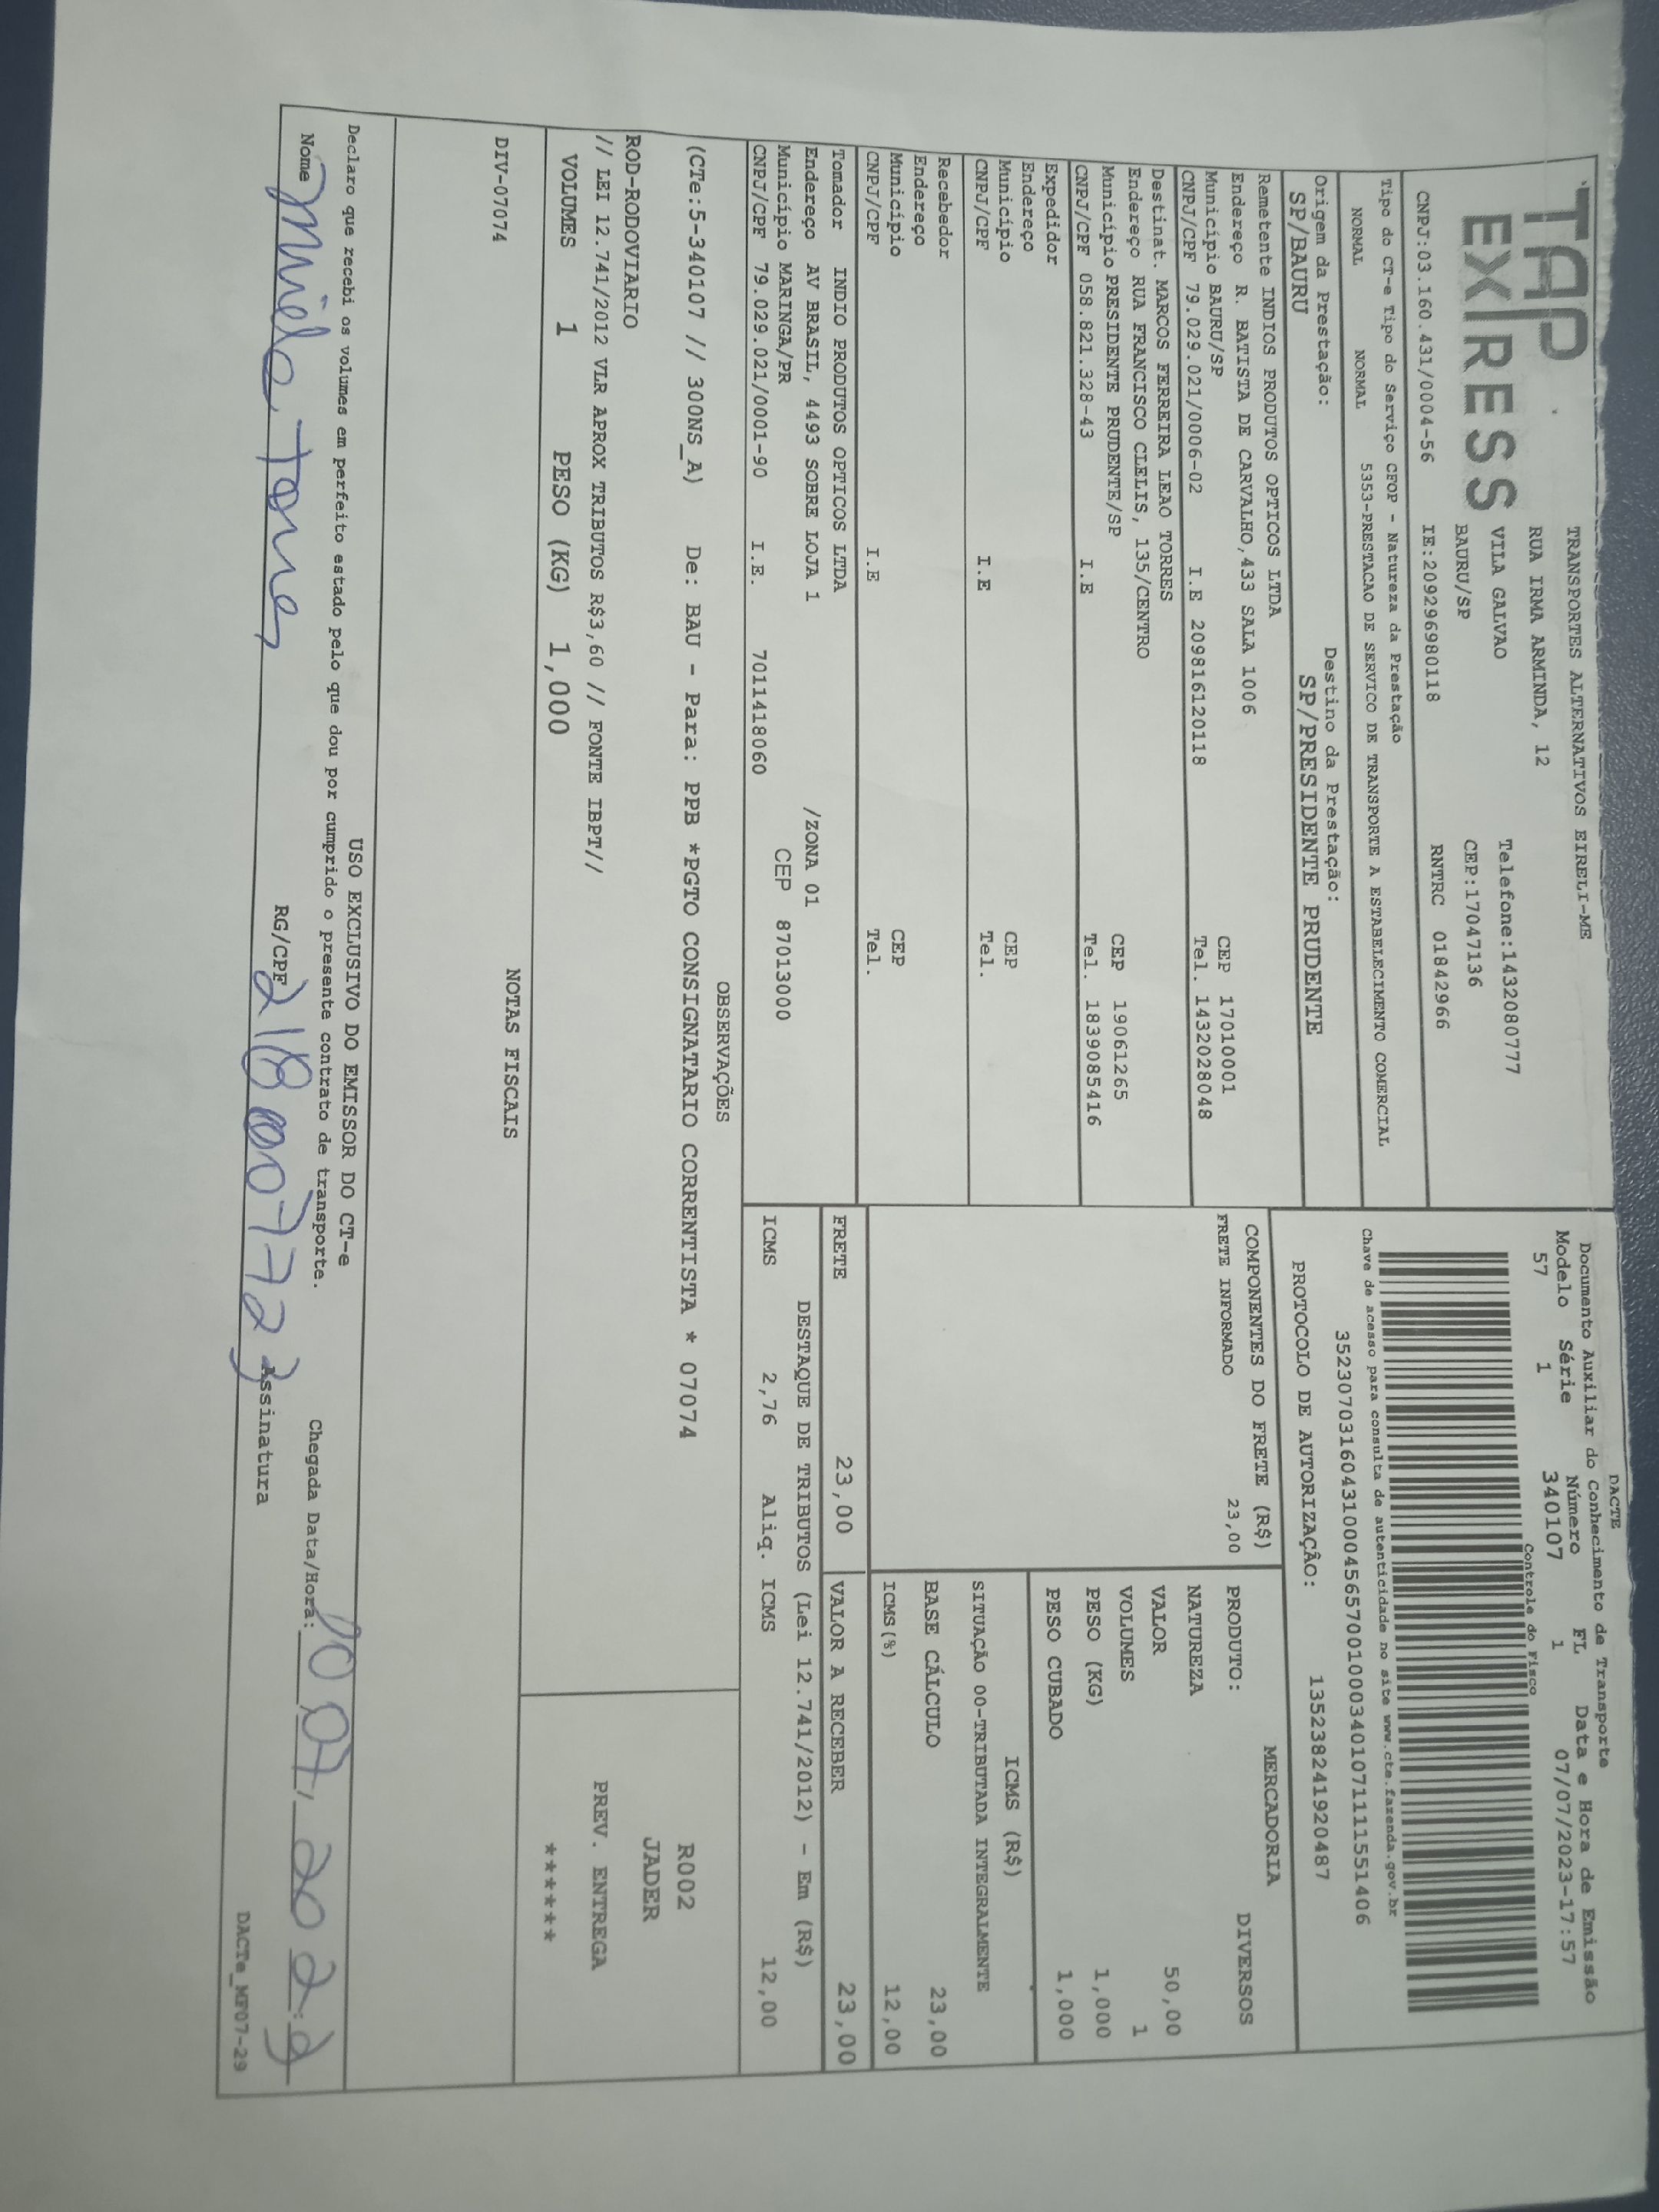 TAP
EX/RESS
TRANSPORTES ALTERNATIVOS EIRELI-ME
RUA IRMA ARMINDA, 12
VILA GALVAO Telefone:1432080777
BAURU/SP CEP:17047136
CNPJ:03.160.431/0004-56 IE:209296980118 RNTRC 01842966
DACTE
Documento Auxiliar do Conhecimento de Transporte
Modelo Série Número FL Data e Hora de Emissão
57 1 340107 1 07/07/2023-17:57
Controle do Fisco
Tipo do CT-e Tipo do Serviço CFOP - Natureza da Prestação
NORMAL NORMAL 5353-PRESTACAO DE SERVICO DE TRANSPORTE A ESTABELECIMENTO COMERCIAL
Chave de acesso para consulta de autenticidade no site www.cte.fazenda.gov.br
35230703160431000456570010003401071111551406
Origem da Prestação: Destino da Prestação:
SP/BAURU SP/PRESIDENTE PRUDENTE
PROTOCOLO DE AUTORIZAÇÃO: 135238241920487
Remetente INDIOS PRODUTOS OPTICOS LTDA
Endereço R. BATISTA DE CARVALHO,433 SALA 1006
Município BAURU/SP CEP 17010001
CNPJ/CPF 79.029.021/0006-02 I.E 209816120118 Tel. 1432028048
Destinat. MARCOS FERREIRA LEAO TORRES
Endereço RUA FRANCISCO CLELIS, 135/CENTRO
Município PRESIDENTE PRUDENTE/SP CEP 19061265
CNPJ/CPF 058.821.328-43 I.E Tel. 1839085416
Expedidor
Endereço
Município CEP
CNPJ/CPF I.E Tel.
Recebedor
Endereço
Município CEP
CNPJ/CPF I.E Tel.
Tomador INDIO PRODUTOS OPTICOS LTDA
Endereço AV BRASIL, 4493 SOBRE LOJA 1 /ZONA 01
Município MARINGA/PR CEP 87013000
CNPJ/CPF 79.029.021/0001-90 I.E. 7011418060
COMPONENTES DO FRETE (R$)
FRETE INFORMADO 23,00
MERCADORIA
PRODUTO: DIVERSOS
NATUREZA
VALOR 50,00
VOLUMES 1
PESO (KG) 1,000
PESO CUBADO 1,000
ICMS (R$)
SITUAÇÃO 00-TRIBUTADA INTEGRALMENTE
BASE CÁLCULO 23,00
ICMS(%) 12,00
FRETE 23,00 VALOR A RECEBER 23,00
DESTAQUE DE TRIBUTOS (Lei 12.741/2012) - Em (R$)
ICMS 2,76 Aliq. ICMS 12,00
OBSERVAÇÕES
(CTe:5-340107 // 300NS_A) De: BAU - Para: PPB *PGTO CONSIGNATARIO CORRENTISTA * 07074
R002
JADER
ROD-RODOVIARIO
// LEI 12.741/2012 VLR APROX TRIBUTOS R$3,60 // FONTE IBPT//
PREV. ENTREGA
*******
VOLUMES 1 PESO (KG) 1,000
NOTAS FISCAIS
DIV-07074
USO EXCLUSIVO DO EMISSOR DO CT-e
Declaro que recebi os volumes em perfeito estado pelo que dou por cumprido o presente contrato de transporte.
Chegada Data/Hora: 10 07, 202 3
Nome Torres RG/CPF Assinatura
DACTe_MF07-29